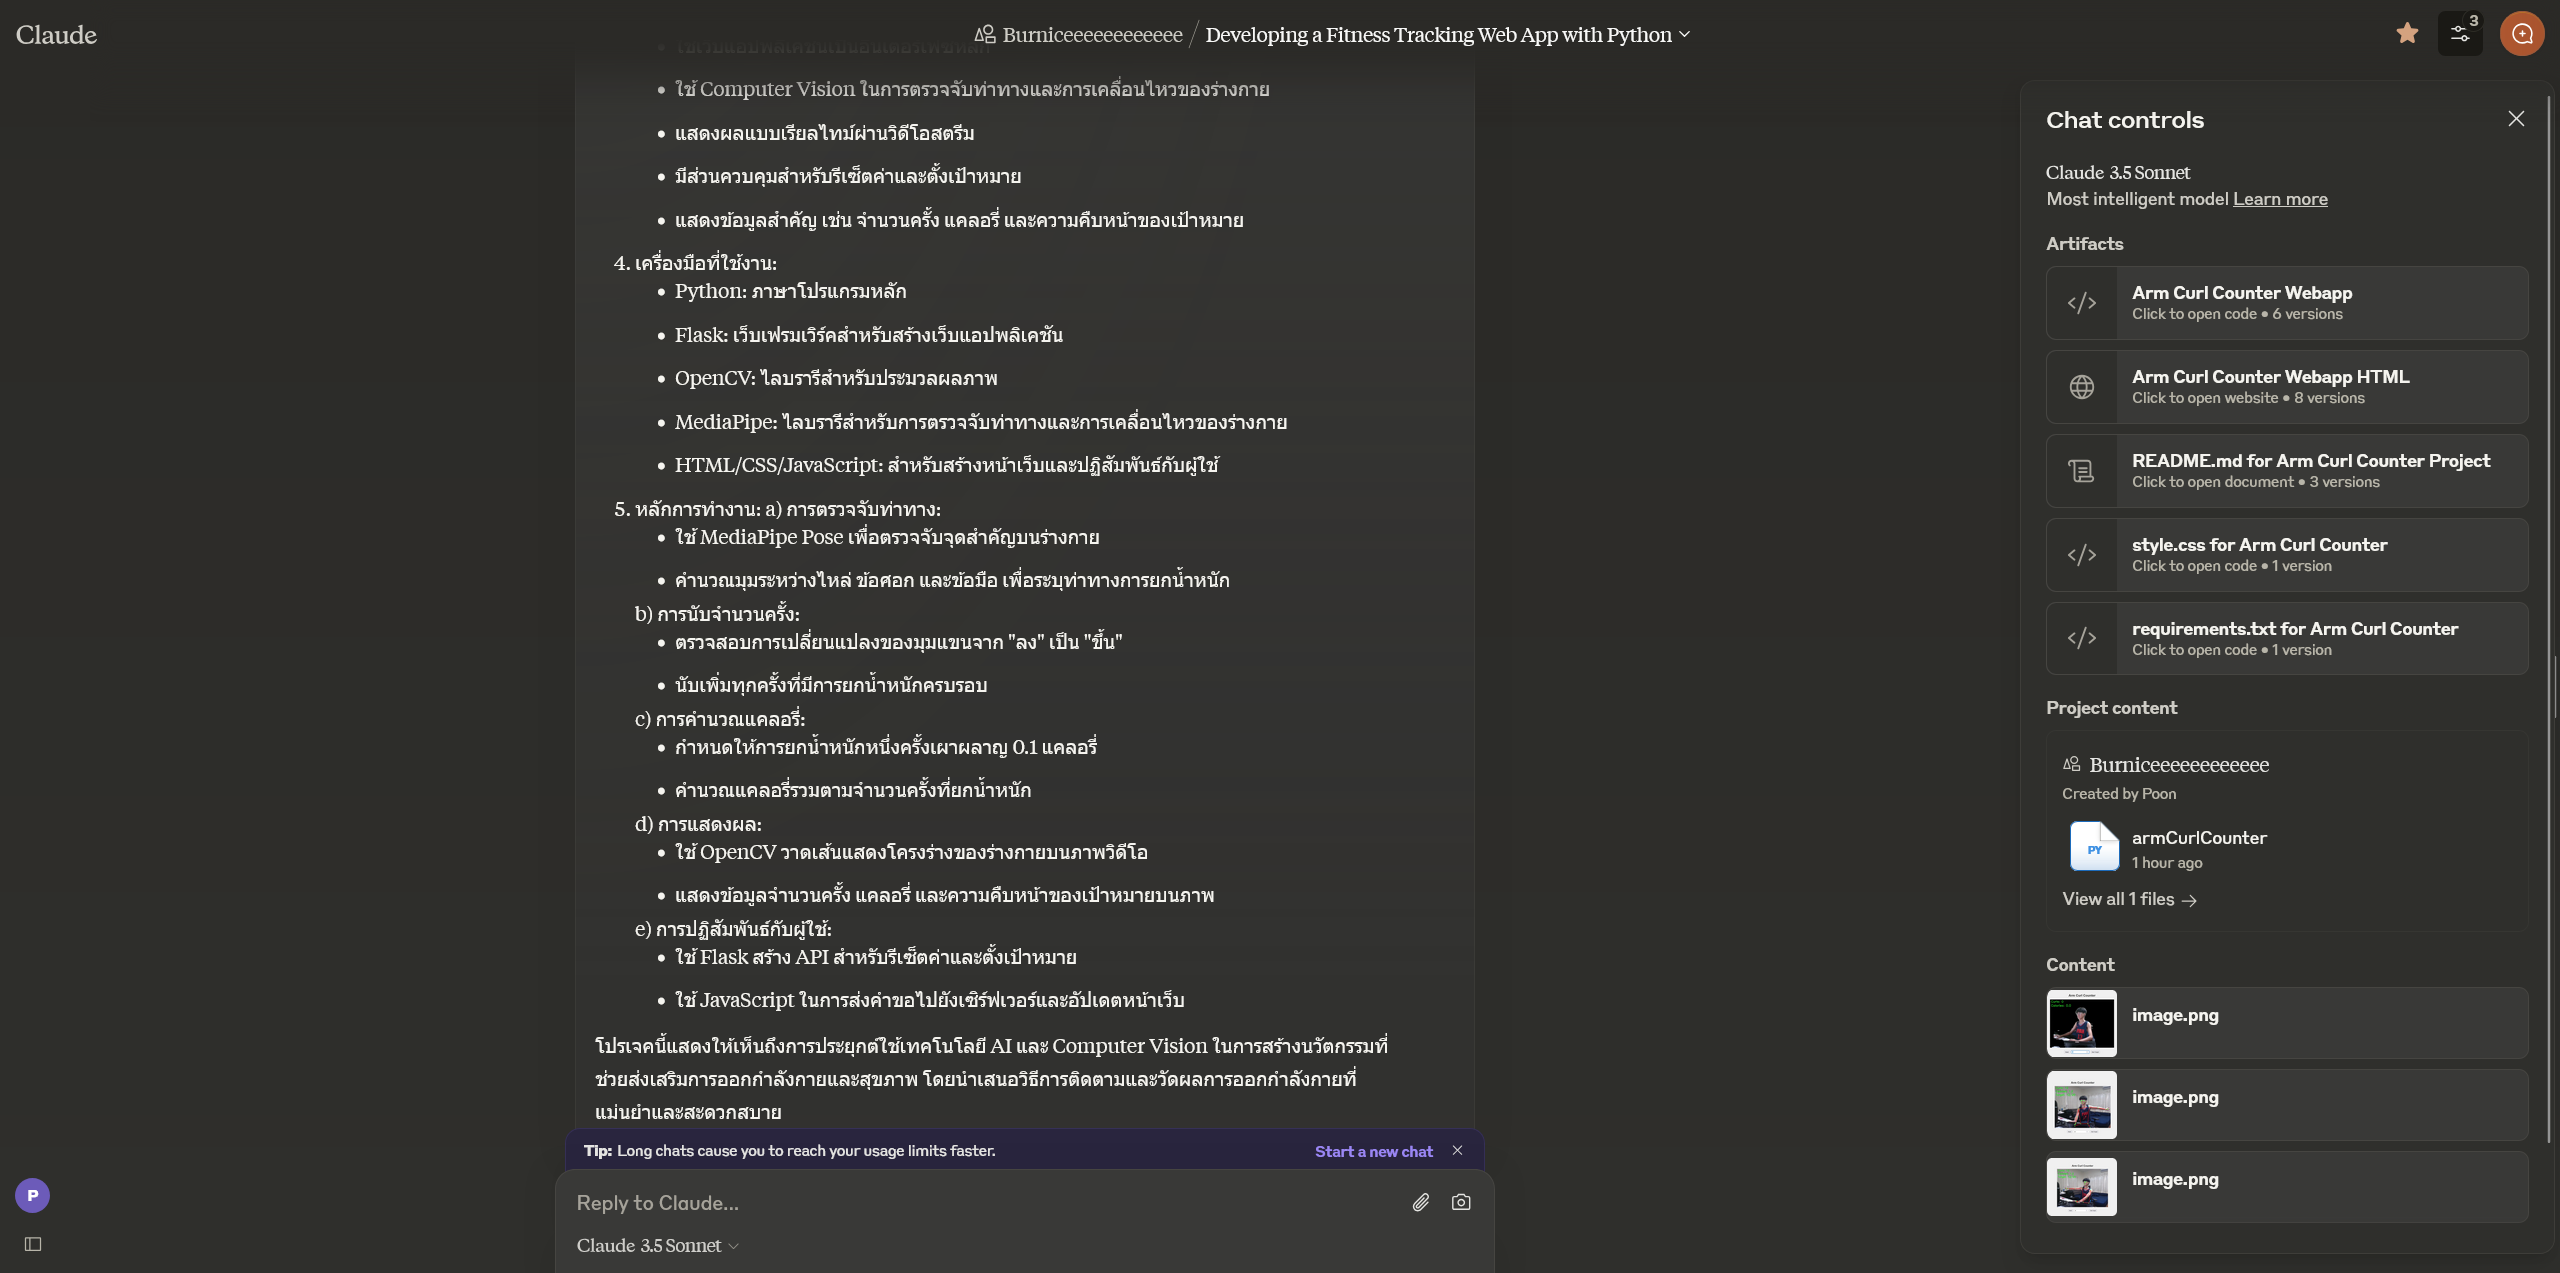 Claude
Burniceeeeeeeeeeeee / Developing a Fitness Tracking Web App with Python
3
• ใช้ Computer Vision ในการตรวจจับท่าทางและการเคลื่อนไหวของร่างกาย
• แสดงผลแบบเรียลไทม์ผ่านวิดีโอสตรีม
• มีส่วนควบคุมสำหรับรีเซ็ตค่าและตั้งเป้าหมาย
• แสดงข้อมูลสำคัญ เช่น จำนวนครั้ง แคลอรี่ และความคืบหน้าของเป้าหมาย
4. เครื่องมือที่ใช้งาน:
• Python: ภาษาโปรแกรมหลัก
• Flask: เว็บเฟรมเวิร์คสำหรับสร้างเว็บแอปพลิเคชัน
• OpenCV: ไลบรารีสำหรับประมวลผลภาพ
• MediaPipe: ไลบรารีสำหรับการตรวจจับท่าทางและการเคลื่อนไหวของร่างกาย
• HTML/CSS/JavaScript: สำหรับสร้างหน้าเว็บและปฏิสัมพันธ์กับผู้ใช้
5. หลักการทำงาน: a) การตรวจจับท่าทาง:
• ใช้ MediaPipe Pose เพื่อตรวจจับจุดสำคัญบนร่างกาย
• คำนวณมุมระหว่างไหล่ ข้อศอก และข้อมือ เพื่อระบุท่าทางการยกน้ำหนัก
b) การนับจำนวนครั้ง:
• ตรวจสอบการเปลี่ยนแปลงของมุมแขนจาก "ลง" เป็น "ขึ้น"
• นับเพิ่มทุกครั้งที่มีการยกน้ำหนักครบรอบ
c) การคำนวณแคลอรี่:
• กำหนดให้การยกน้ำหนักหนึ่งครั้งเผาผลาญ 0.1 แคลอรี่
• คำนวณแคลอรี่รวมตามจำนวนครั้งที่ยกน้ำหนัก
d) การแสดงผล:
• ใช้ OpenCV วาดเส้นแสดงโครงร่างของร่างกายบนภาพวิดีโอ
• แสดงข้อมูลจำนวนครั้ง แคลอรี่ และความคืบหน้าของเป้าหมายบนภาพ
e) การปฏิสัมพันธ์กับผู้ใช้:
• ใช้ Flask สร้าง API สำหรับรีเซ็ตค่าและตั้งเป้าหมาย
• ใช้ JavaScript ในการส่งคำขอไปยังเซิร์ฟเวอร์และอัปเดตหน้าเว็บ
โปรเจคนี้แสดงให้เห็นถึงการประยุกต์ใช้เทคโนโลยี AI และ Computer Vision ในการสร้างนวัตกรรมที่
ช่วยส่งเสริมการออกกำลังกายและสุขภาพ โดยนำเสนอวิธีการติดตามและวัดผลการออกกำลังกายที่
แม่นยำและสะดวกสบาย
Tip: Long chats cause you to reach your usage limits faster.
Start a new chat
Reply to Claude...
Claude 3.5 Sonnet
P
Chat controls
Claude 3.5 Sonnet
Most intelligent model Learn more
Artifacts
Arm Curl Counter Webapp
Click to open code • 6 versions
Arm Curl Counter Webapp HTML
Click to open website • 8 versions
README.md for Arm Curl Counter Project
Click to open document • 3 versions
style.css for Arm Curl Counter
Click to open code • 1 version
requirements.txt for Arm Curl Counter
Click to open code • 1 version
Project content
Burniceeeeeeeeeeeee
Created by Poon
PY
armCurlCounter
1 hour ago
View all 1 files →
Content
image.png
image.png
image.png